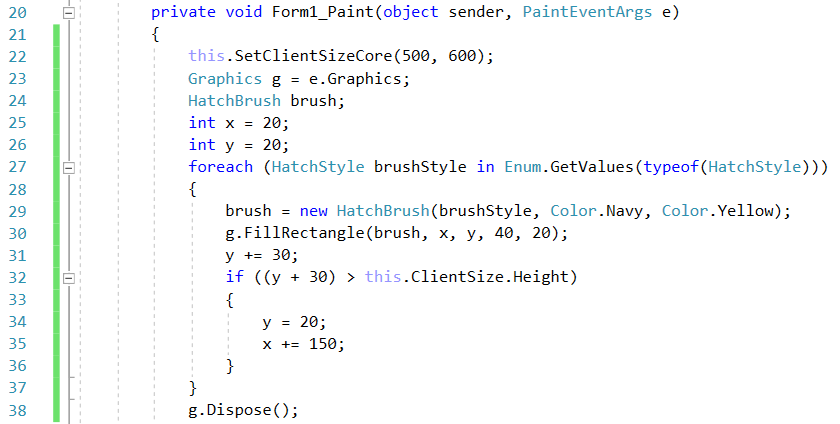 20 private void Form1_Paint(object sender, PaintEventArgs e)
21 {
22 this.SetClientSizeCore(500, 600);
23 Graphics g = e.Graphics;
24 HatchBrush brush;
25 int x = 20;
26 int y = 20;
27 foreach (HatchStyle brushStyle in Enum.GetValues(typeof(HatchStyle)))
28 {
29 brush = new HatchBrush(brushStyle, Color.Navy, Color.Yellow);
30 g.FillRectangle(brush, x, y, 40, 20);
31 y += 30;
32 if ((y + 30) > this.ClientSize.Height)
33 {
34 y = 20;
35 x += 150;
36 }
37 }
38 g.Dispose();